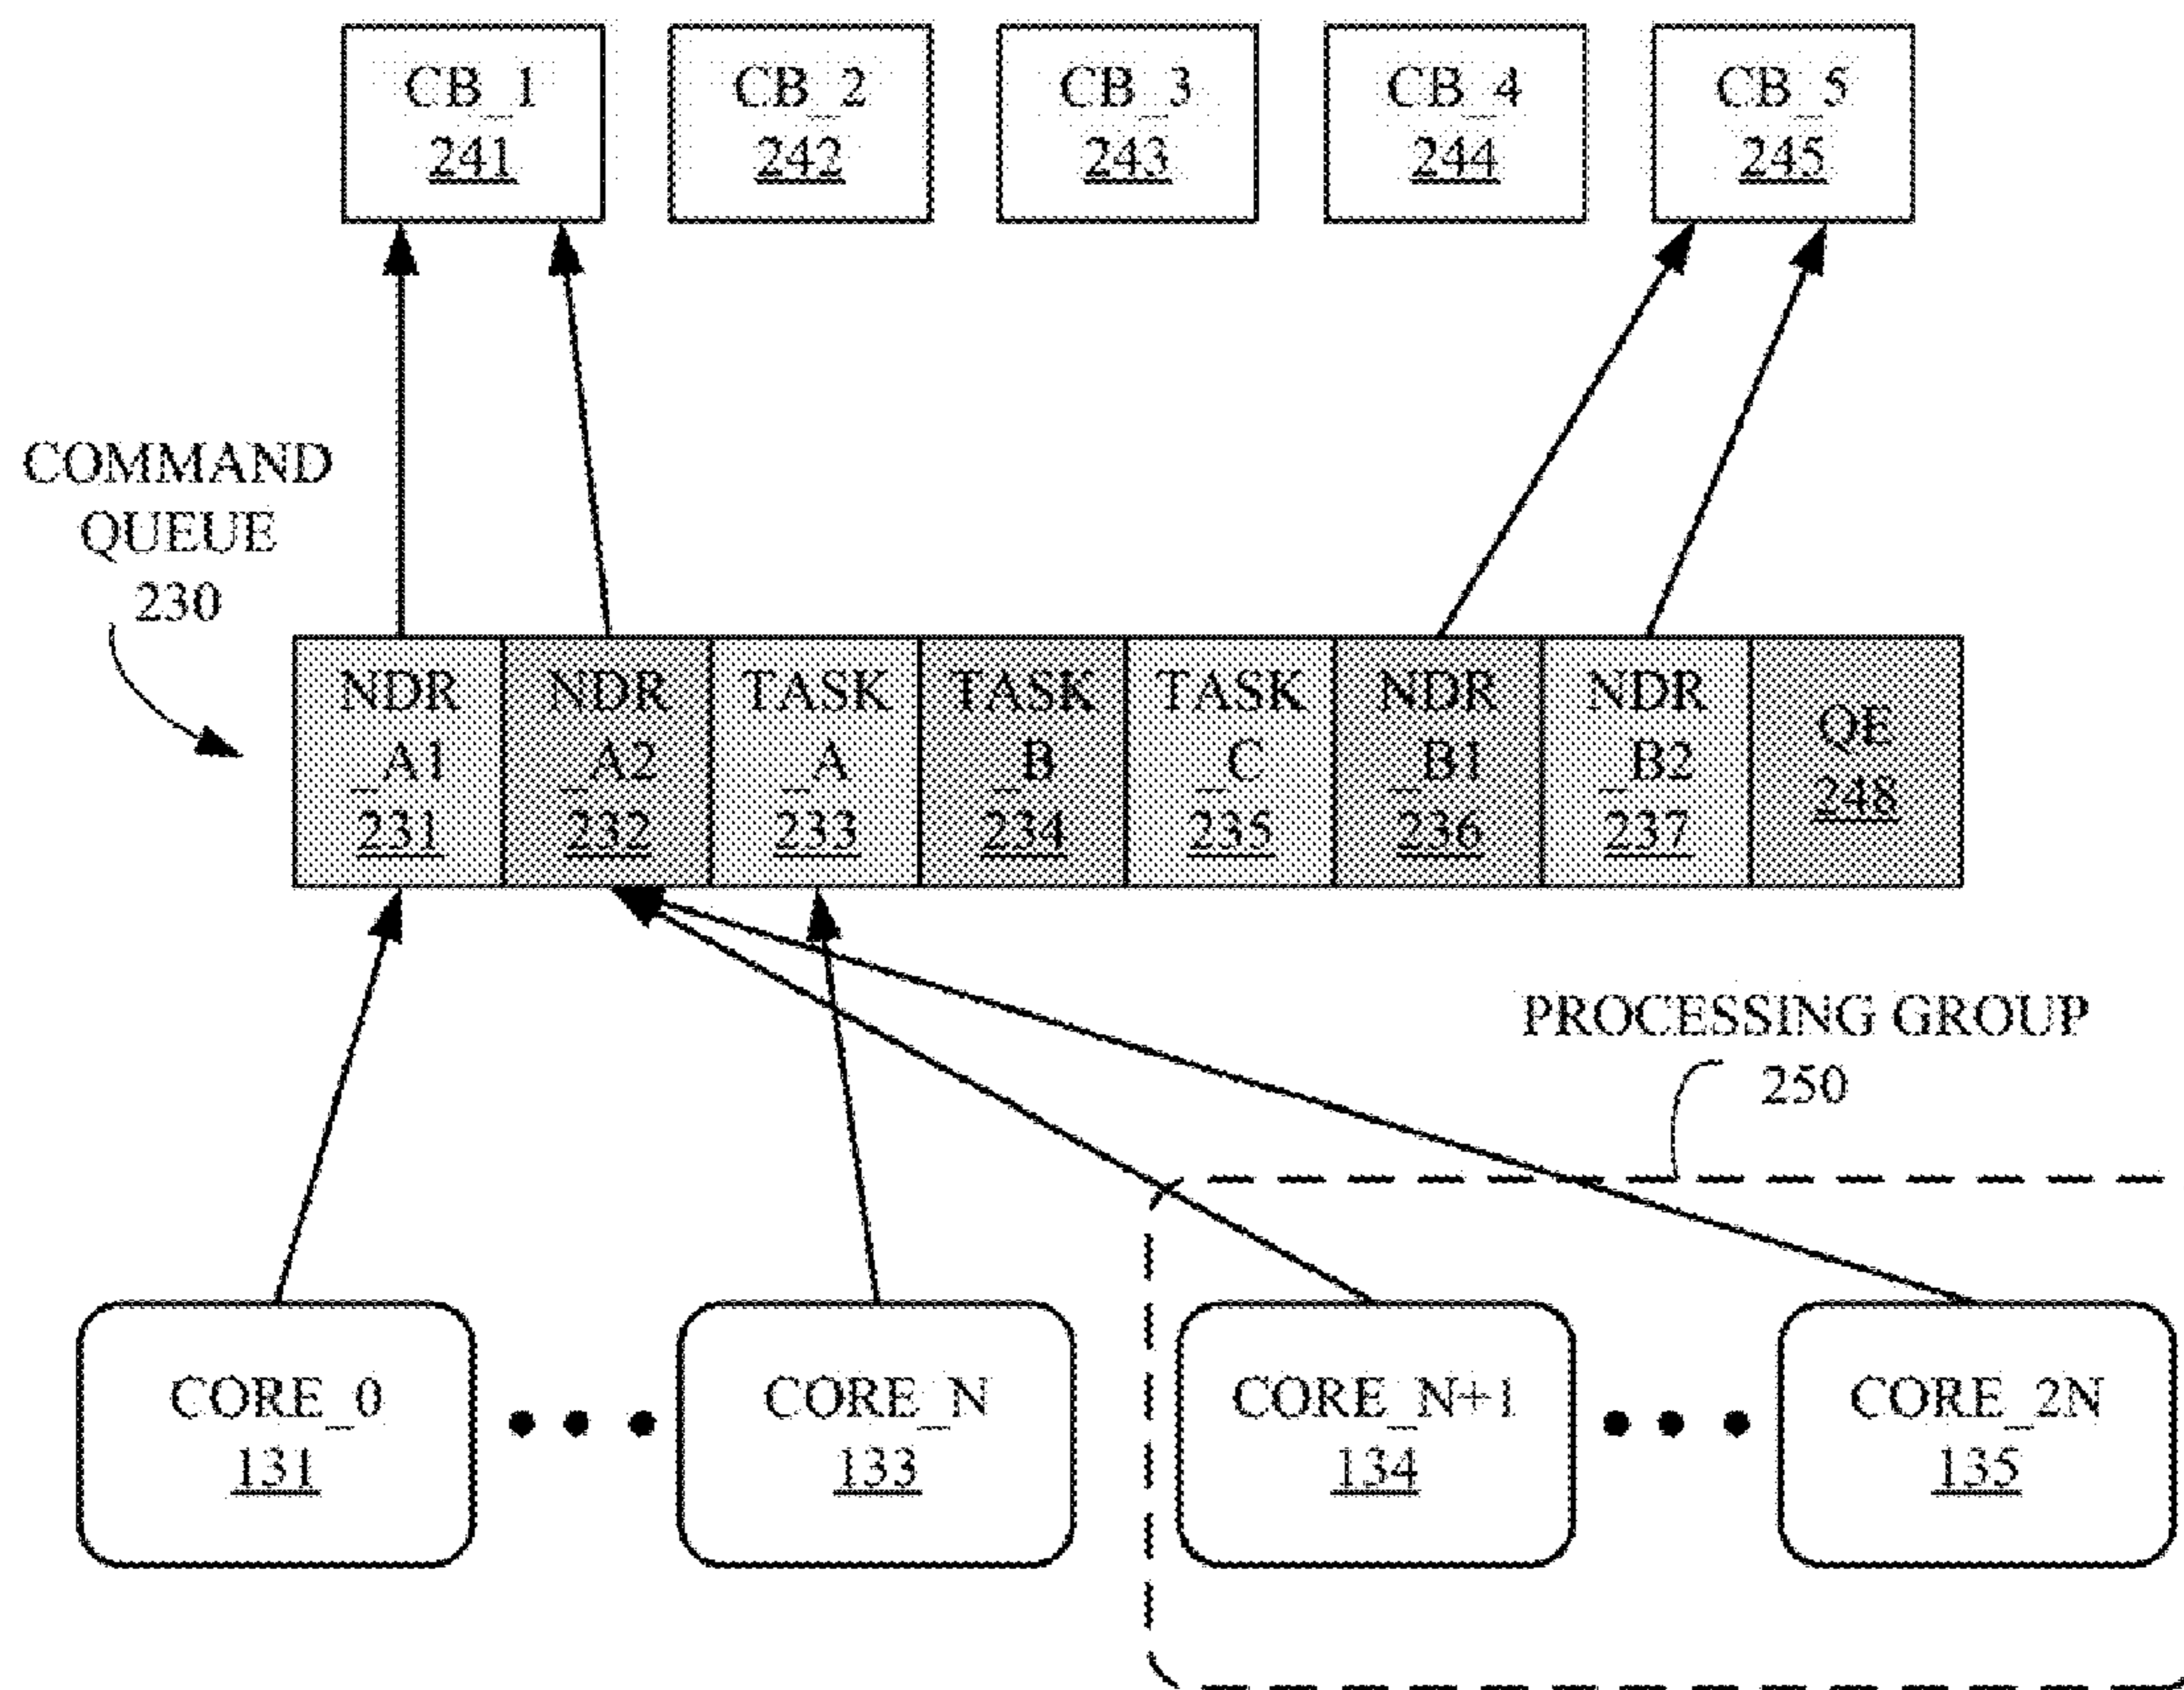 CB_1
241
CB_2
242
CB_3
243
CB_4
244
CB_5
245
COMMAND
QUEUE
230
NDR
_A1
231
NDR
_A2
232
TASK
_A
233
TASK
_B
234
TASK
_C
235
NDR
_B1
236
NDR
_B2
237
QE
248
PROCESSING GROUP
250
CORE_0
131
CORE_N
133
CORE_N+1
134
CORE_2N
135